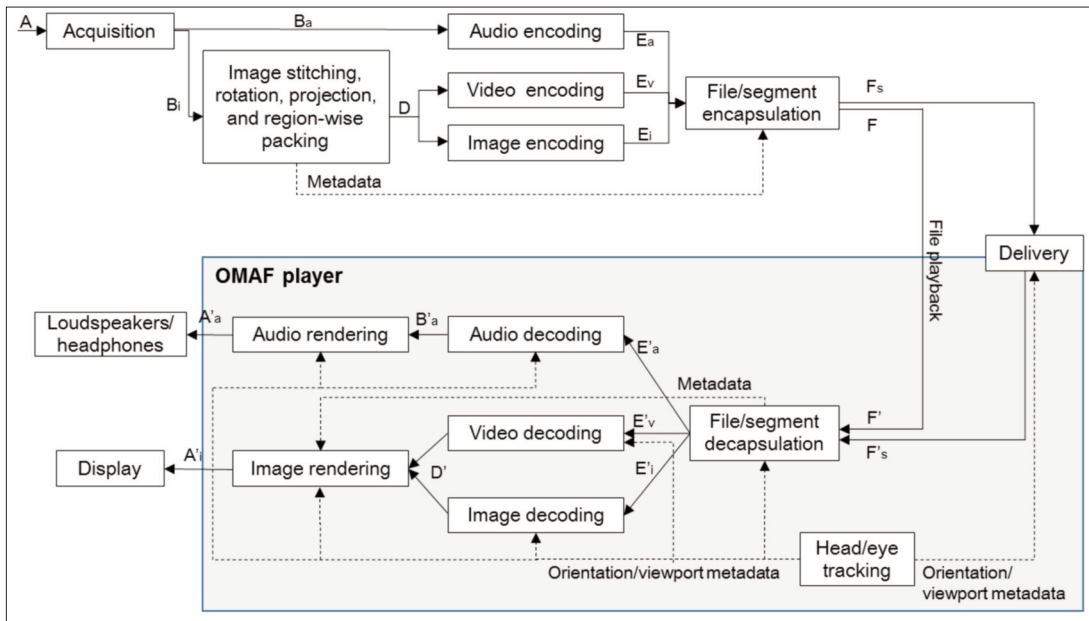 A
Acquisition
Ba
Audio encoding
Ea
Bi
Image stitching,
rotation, projection,
and region-wise
packing
D
Video encoding
Ev
Image encoding
Ei
File/segment
encapsulation
Fs
F
Metadata
File playback
Delivery
OMAF player
Loudspeakers/
headphones
A'a
Audio rendering
B'a
Audio decoding
E'a
Metadata
Display
A'i
Image rendering
D'
Video decoding
E'v
Image decoding
E'i
File/segment
decapsulation
F'
F's
Orientation/viewport metadata
Head/eye
tracking
Orientation/
viewport metadata